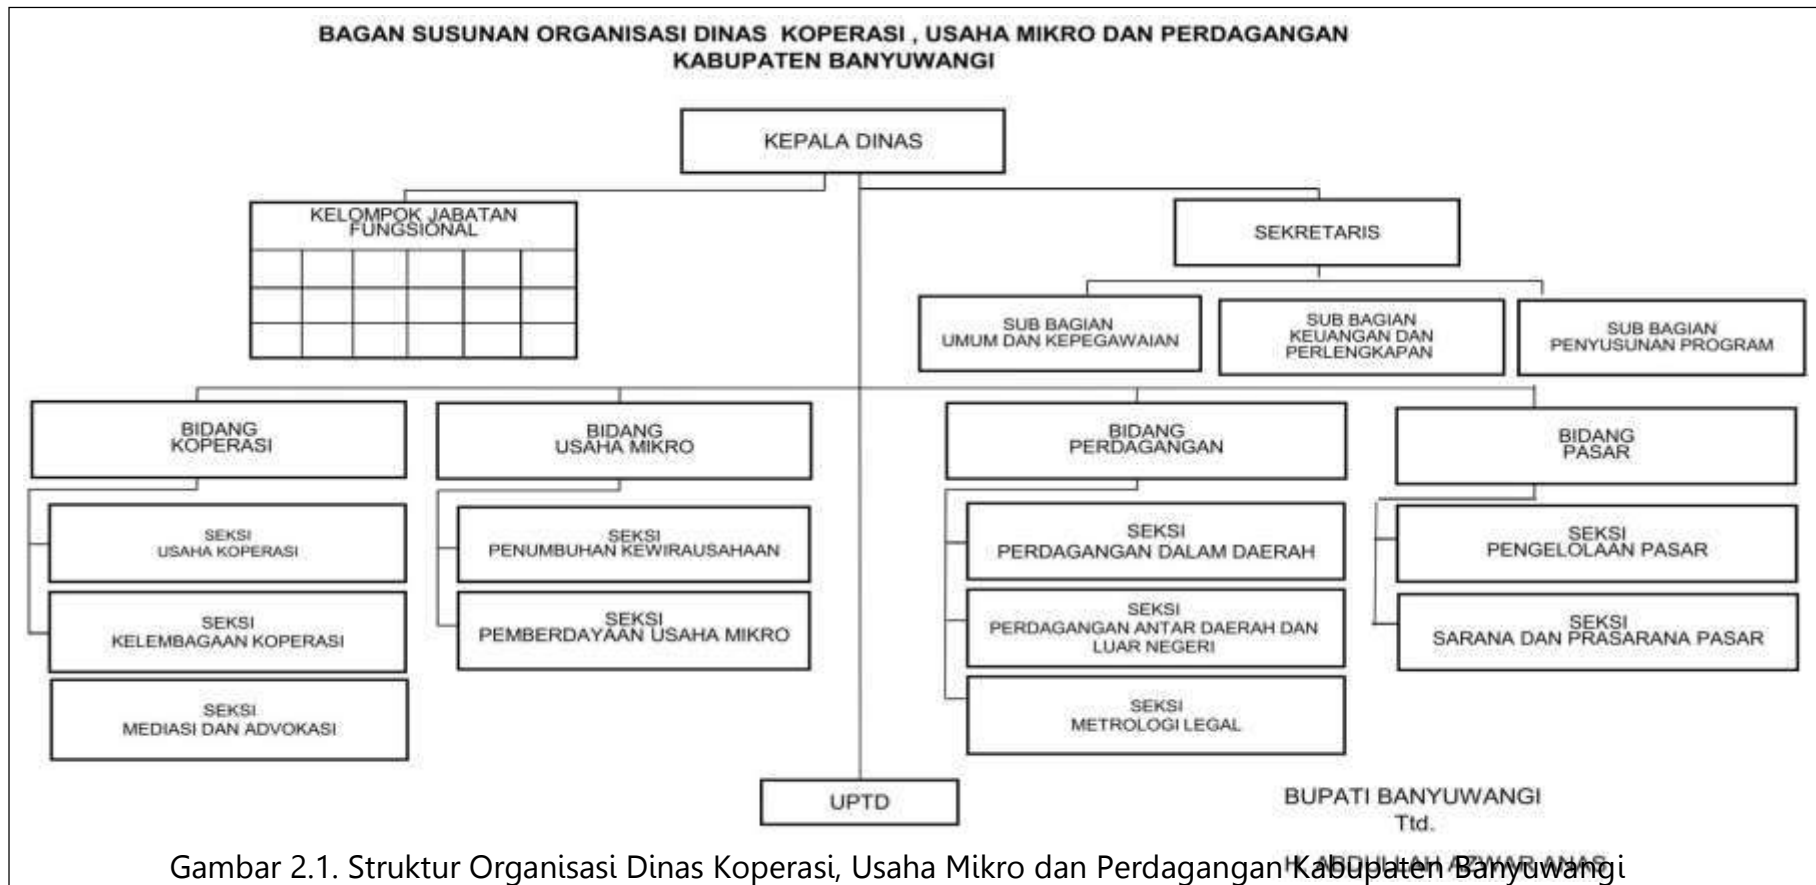 BAGAN SUSUNAN ORGANISASI DINAS KOPERASI , USAHA MIKRO DAN PERDAGANGAN
KABUPATEN BANYUWANGI
KEPALA DINAS
KELOMPOK JABATAN
FUNGSIONAL
SEKRETARIS
SUB BAGIAN
UMUM DAN KEPEGAWAIAN
SUB BAGIAN
KEUANGAN DAN
PERLENGKAPAN
SUB BAGIAN
PENYUSUNAN PROGRAM
BIDANG
KOPERASI
BIDANG
USAHA MIKRO
BIDANG
PERDAGANGAN
BIDANG
PASAR
SEKSI
USAHA KOPERASI
SEKSI
KELEMBAGAAN KOPERASI
SEKSI
MEDIASI DAN ADVOKASI
SEKSI
PENUMBUHAN KEWIRAUSAHAAN
SEKSI
PEMBERDAYAAN USAHA MIKRO
SEKSI
PERDAGANGAN DALAM DAERAH
SEKSI
PERDAGANGAN ANTAR DAERAH DAN
LUAR NEGERI
SEKSI
METROLOGI LEGAL
SEKSI
PENGELOLAAN PASAR
SEKSI
SARANA DAN PRASARANA PASAR
UPTD
BUPATI BANYUWANGI
Ttd.
H. ABDULLAH AZWAR ANAS
Gambar 2.1. Struktur Organisasi Dinas Koperasi, Usaha Mikro dan Perdagangan Kabupaten Banyuwangi